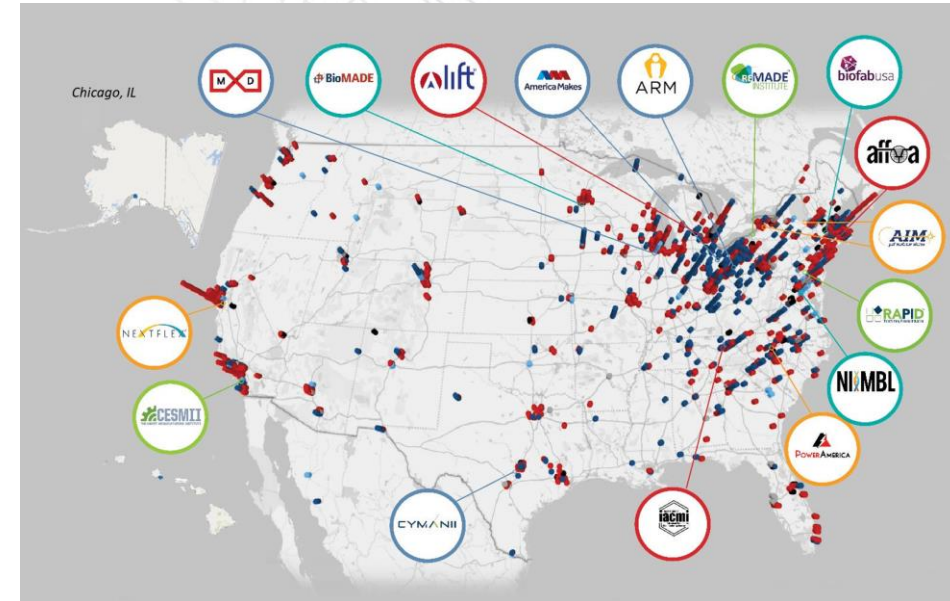 Chicago, IL
M D
BioMADE
lift
America Makes
ARM
REMADE
INSTITUTE
biofabusa
affoa
AIM
photonics
RAPID
NIIMBL
POWERAMERICA
iacmi
CYMANII
CESMII
NEXTFLEX